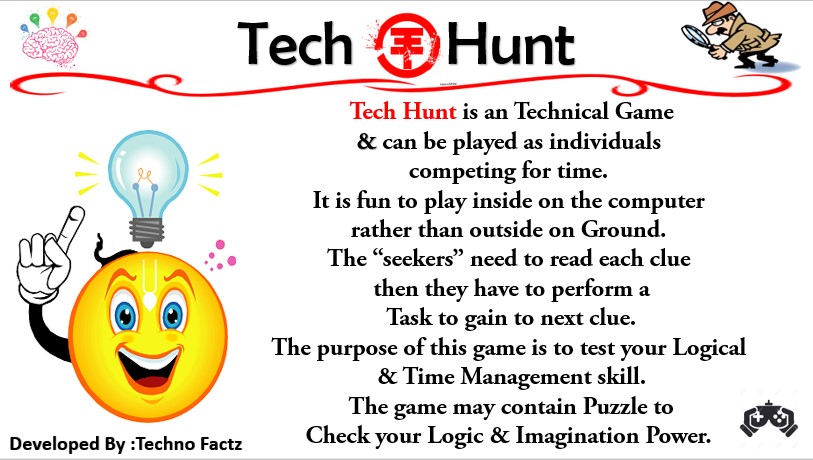 Tech Hunt
Tech Hunt is an Technical Game
& can be played as individuals
competing for time.
It is fun to play inside on the computer
rather than outside on Ground.
The “seekers” need to read each clue
then they have to perform a
Task to gain to next clue.
The purpose of this game is to test your Logical
& Time Management skill.
The game may contain Puzzle to
Check your Logic & Imagination Power.
Developed By :Techno Factz